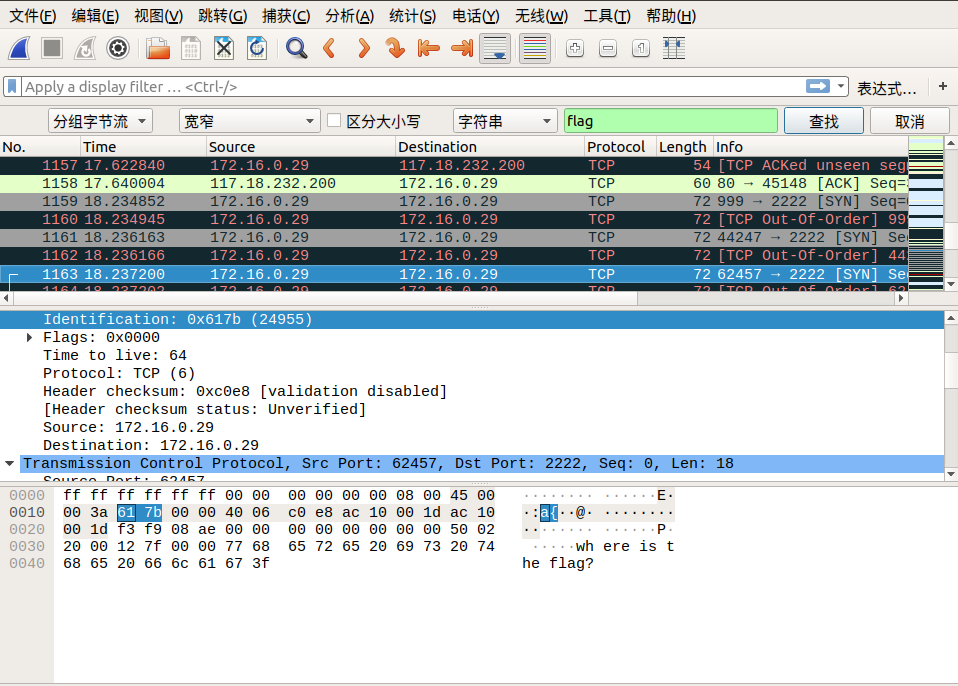 文件(F) 编辑(E) 视图(V) 跳转(G) 捕获(C) 分析(A) 统计(S) 电话(Y) 无线(W) 工具(T) 帮助(H)
Apply a display filter … <Ctrl-/> 表达式… +
分组字节流 宽窄 区分大小写 字符串 flag 查找 取消
No. Time Source Destination Protocol Length Info
1157 17.622840 172.16.0.29 117.18.232.200 TCP 54 [TCP ACKed unseen seg
1158 17.640004 117.18.232.200 172.16.0.29 TCP 60 80 → 45148 [ACK] Seq=
1159 18.234852 172.16.0.29 172.16.0.29 TCP 72 999 → 2222 [SYN] Seq=
1160 18.234945 172.16.0.29 172.16.0.29 TCP 72 [TCP Out-Of-Order] 99
1161 18.236163 172.16.0.29 172.16.0.29 TCP 72 44247 → 2222 [SYN] Se
1162 18.236166 172.16.0.29 172.16.0.29 TCP 72 [TCP Out-Of-Order] 44
1163 18.237200 172.16.0.29 172.16.0.29 TCP 72 62457 → 2222 [SYN] Se
1164 18.237202 172.16.0.29 172.16.0.29 TCP 72 [TCP Out-Of-Order] 62
Identification: 0x617b (24955)
Flags: 0x0000
Time to live: 64
Protocol: TCP (6)
Header checksum: 0xc0e8 [validation disabled]
[Header checksum status: Unverified]
Source: 172.16.0.29
Destination: 172.16.0.29
Transmission Control Protocol, Src Port: 62457, Dst Port: 2222, Seq: 0, Len: 18
Source Port: 62457
0000 ff ff ff ff ff ff 00 00 00 00 00 00 08 00 45 00 ········ ······E·
0010 00 3a 61 7b 00 00 40 06 c0 e8 ac 10 00 1d ac 10 ·:a{··@· ········
0020 00 1d f3 f9 08 ae 00 00 00 00 00 00 00 00 50 02 ········ ······P·
0030 20 00 12 7f 00 00 77 68 65 72 65 20 69 73 20 74 ·····wh ere is t
0040 68 65 20 66 6c 61 67 3f he flag?